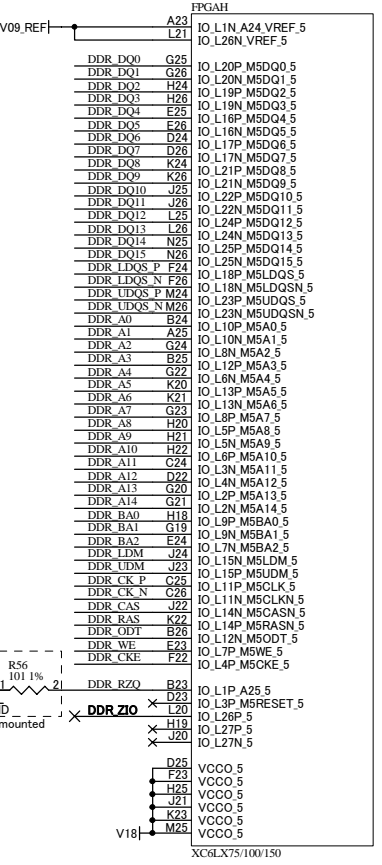 FPGAH
V09_REF A23 IO_L1N_A24_VREF_5
L21 IO_L26N_VREF_5
DDR_DQ0 G25 IO_L20P_M5DQ0_5
DDR_DQ1 G26 IO_L20N_M5DQ1_5
DDR_DQ2 H24 IO_L19P_M5DQ2_5
DDR_DQ3 H26 IO_L19N_M5DQ3_5
DDR_DQ4 E25 IO_L16P_M5DQ4_5
DDR_DQ5 E26 IO_L16N_M5DQ5_5
DDR_DQ6 D24 IO_L17P_M5DQ6_5
DDR_DQ7 D26 IO_L17N_M5DQ7_5
DDR_DQ8 K24 IO_L21P_M5DQ8_5
DDR_DQ9 K26 IO_L21N_M5DQ9_5
DDR_DQ10 J25 IO_L22P_M5DQ10_5
DDR_DQ11 J26 IO_L22N_M5DQ11_5
DDR_DQ12 L25 IO_L24P_M5DQ12_5
DDR_DQ13 L26 IO_L24N_M5DQ13_5
DDR_DQ14 N25 IO_L25P_M5DQ14_5
DDR_DQ15 N26 IO_L25N_M5DQ15_5
DDR_LDQS_P F24 IO_L18P_M5LDQS_5
DDR_LDQS_N F26 IO_L18N_M5LDQSN_5
DDR_UDQS_P M24 IO_L23P_M5UDQS_5
DDR_UDQS_N M26 IO_L23N_M5UDQSN_5
DDR_A0 B24 IO_L10P_M5A0_5
DDR_A1 A25 IO_L10N_M5A1_5
DDR_A2 G24 IO_L8N_M5A2_5
DDR_A3 B25 IO_L12P_M5A3_5
DDR_A4 G22 IO_L6N_M5A4_5
DDR_A5 K20 IO_L13P_M5A5_5
DDR_A6 K21 IO_L13N_M5A6_5
DDR_A7 G23 IO_L8P_M5A7_5
DDR_A8 H20 IO_L5P_M5A8_5
DDR_A9 H21 IO_L5N_M5A9_5
DDR_A10 H22 IO_L6P_M5A10_5
DDR_A11 C24 IO_L3N_M5A11_5
DDR_A12 D22 IO_L4N_M5A12_5
DDR_A13 G20 IO_L2P_M5A13_5
DDR_A14 G21 IO_L2N_M5A14_5
DDR_BA0 H18 IO_L9P_M5BA0_5
DDR_BA1 G19 IO_L9N_M5BA1_5
DDR_BA2 E24 IO_L7N_M5BA2_5
DDR_LDM J24 IO_L15N_M5LDM_5
DDR_UDM J23 IO_L15P_M5UDM_5
DDR_CK_P C25 IO_L11P_M5CLK_5
DDR_CK_N C26 IO_L11N_M5CLKN_5
DDR_CAS J22 IO_L14N_M5CASN_5
DDR_RAS K22 IO_L14P_M5RASN_5
DDR_ODT B26 IO_L12N_M5ODT_5
DDR_WE E23 IO_L7P_M5WE_5
DDR_CKE F22 IO_L4P_M5CKE_5
R56
101 1%
1 2 DDR_RZQ B23 IO_L1P_A25_5
D23 IO_L3P_M5RESET_5
DDR_ZIO L20 IO_L26P_5
H19 IO_L27P_5
J20 IO_L27N_5
D25 VCCO_5
F23 VCCO_5
H25 VCCO_5
J21 VCCO_5
K23 VCCO_5
V18 M25 VCCO_5
XC6LX75/100/150